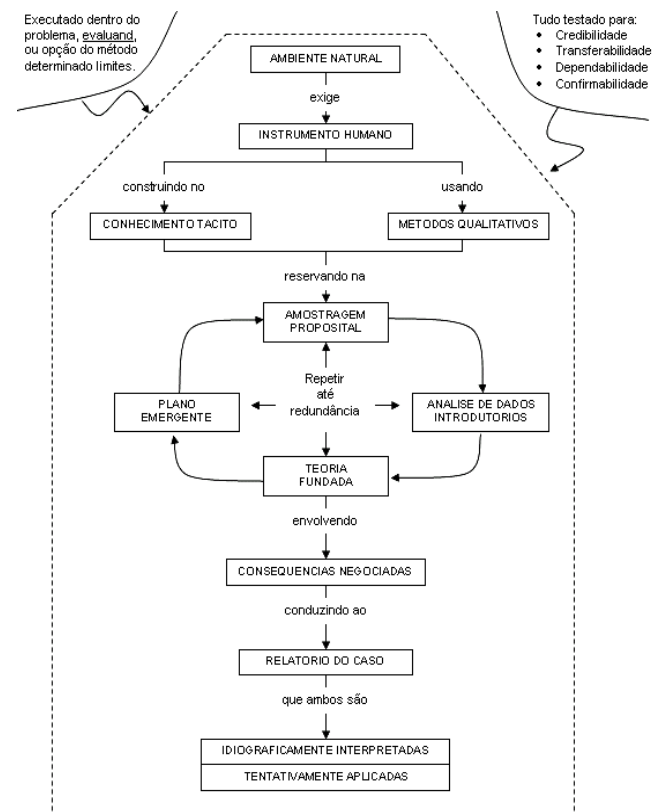 Executado dentro do
problema, evaluand,
ou opção do método
determinado limites.
Tudo testado para:
• Credibilidade
• Transferabilidade
• Dependabilidade
• Confirmabilidade
AMBIENTE NATURAL
exige
INSTRUMENTO HUMANO
construindo no
usando
CONHECIMENTO TACITO
METODOS QUALITATIVOS
reservando na
AMOSTRAGEM
PROPOSITAL
Repetir
até
redundância
PLANO
EMERGENTE
ANALISE DE DADOS
INTRODUTORIOS
TEORIA
FUNDADA
envolvendo
CONSEQUENCIAS NEGOCIADAS
conduzindo ao
RELATORIO DO CASO
que ambos são
IDIOGRAFICAMENTE INTERPRETADAS
TENTATIVAMENTE APLICADAS